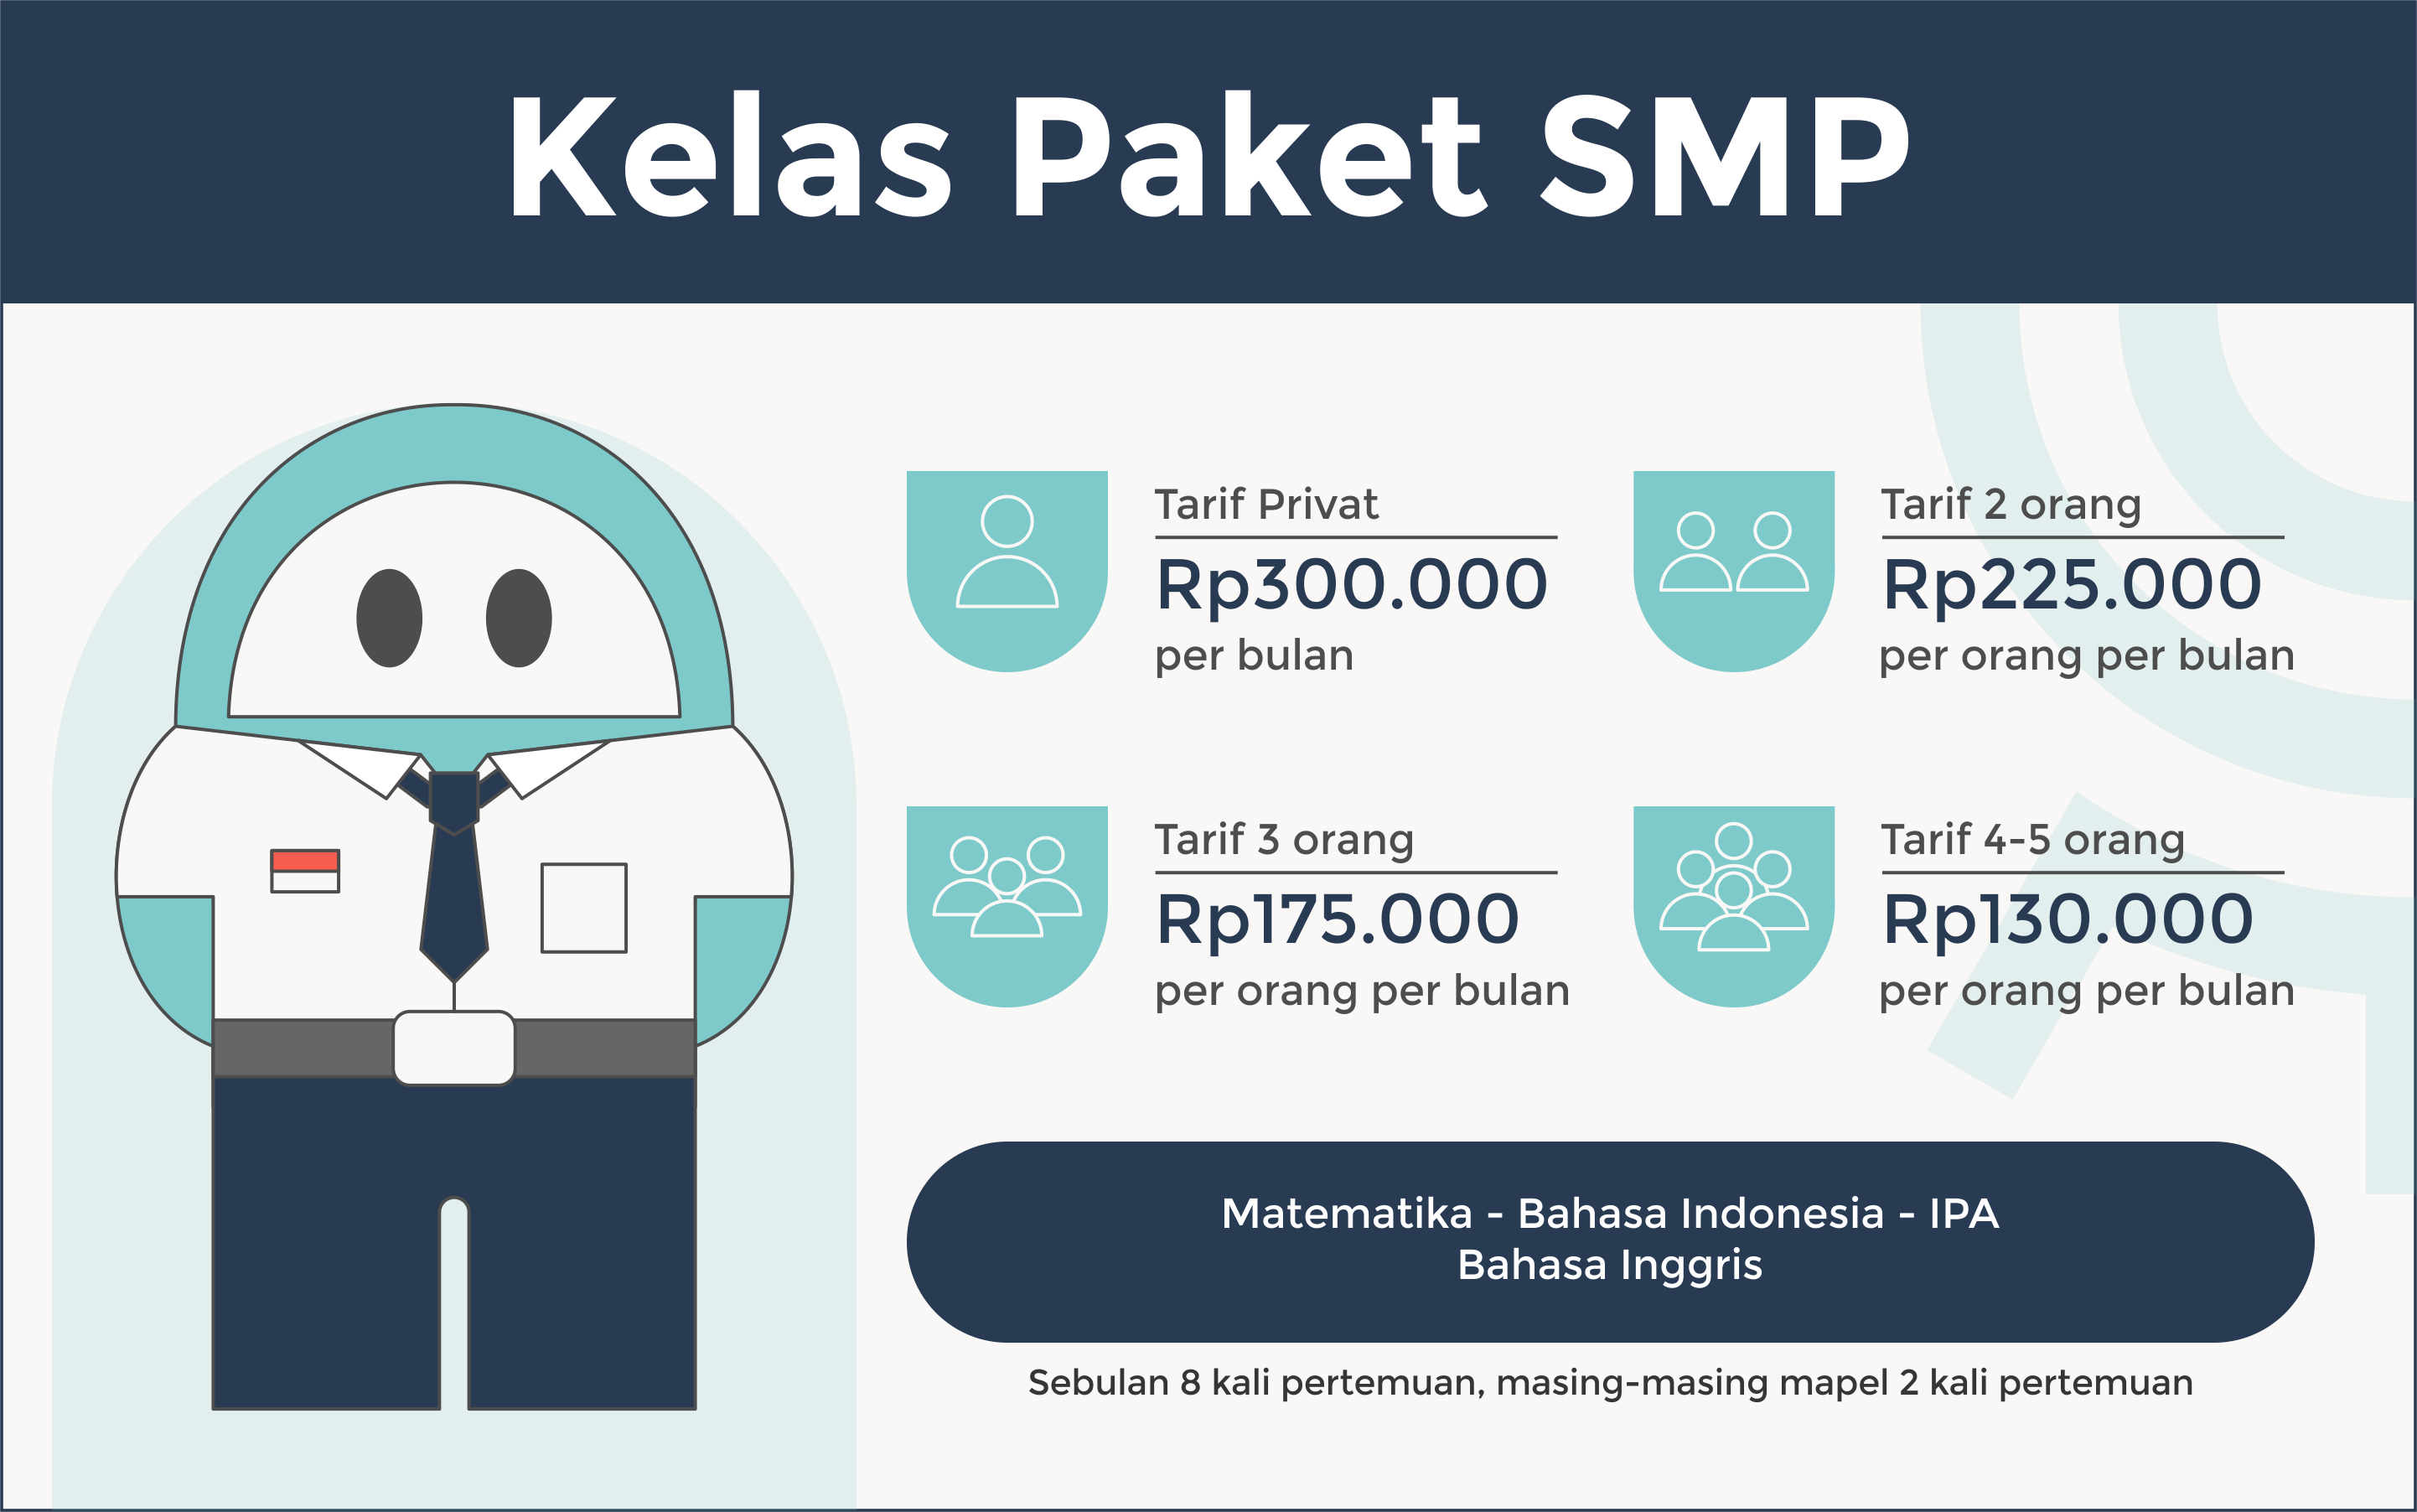 Kelas Paket SMP
Tarif Privat
Rp300.000
per bulan
Tarif 2 orang
Rp225.000
per orang per bulan
Tarif 3 orang
Rp175.000
per orang per bulan
Tarif 4-5 orang
Rp130.000
per orang per bulan
Matematika - Bahasa Indonesia - IPA
Bahasa Inggris
Sebulan 8 kali pertemuan, masing-masing mapel 2 kali pertemuan